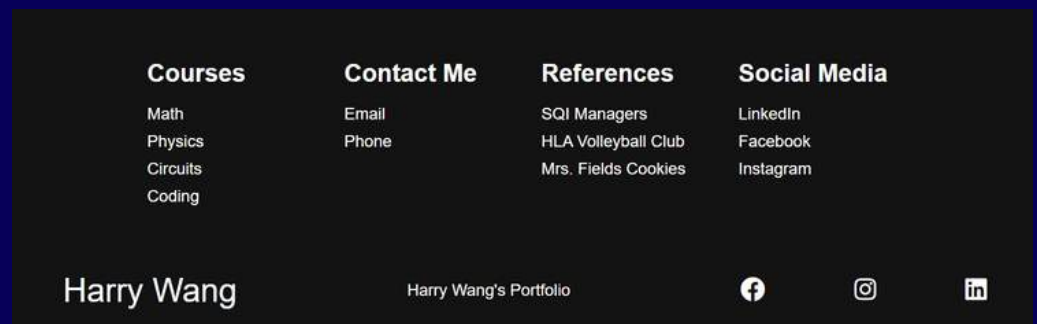 Courses
Math
Physics
Circuits
Coding
Contact Me
Email
Phone
References
SQI Managers
HLA Volleyball Club
Mrs. Fields Cookies
Social Media
LinkedIn
Facebook
Instagram
Harry Wang
Harry Wang's Portfolio